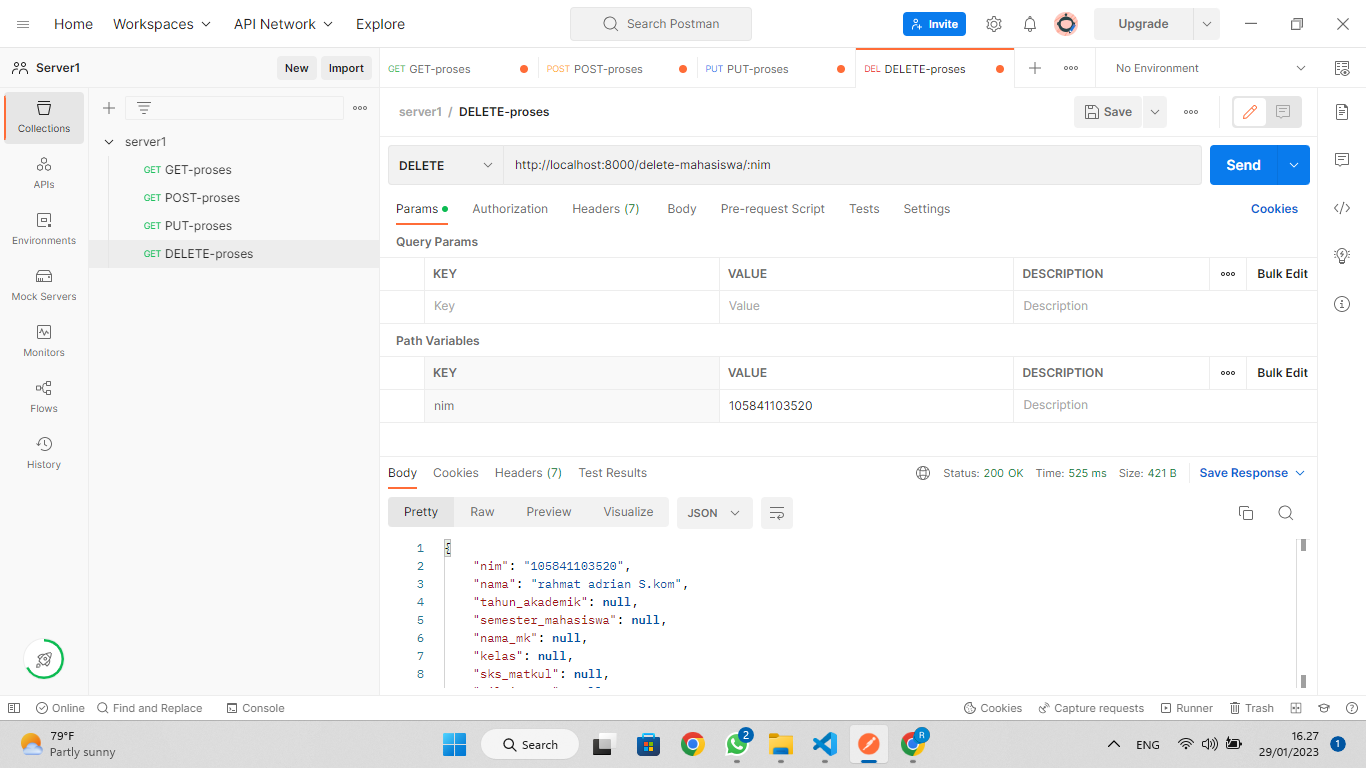 Home Workspaces API Network Explore Search Postman Invite Upgrade
Server1 New Import GET GET-proses POST POST-proses PUT PUT-proses DEL DELETE-proses No Environment
Collections
APIs
Environments
Mock Servers
Monitors
Flows
History
server1
GET GET-proses
GET POST-proses
GET PUT-proses
GET DELETE-proses
server1 / DELETE-proses Save
DELETE http://localhost:8000/delete-mahasiswa/:nim Send
Params Authorization Headers (7) Body Pre-request Script Tests Settings Cookies
Query Params
KEY VALUE DESCRIPTION Bulk Edit
Key Value Description
Path Variables
KEY VALUE DESCRIPTION Bulk Edit
nim 105841103520 Description
Body Cookies Headers (7) Test Results Status: 200 OK Time: 525 ms Size: 421 B Save Response
Pretty Raw Preview Visualize JSON
1 {
2 "nim": "105841103520",
3 "nama": "rahmat adrian S.kom",
4 "tahun_akademik": null,
5 "semester_mahasiswa": null,
6 "nama_mk": null,
7 "kelas": null,
8 "sks_matkul": null,
Online Find and Replace Console Cookies Capture requests Runner Trash
79°F
Partly sunny
Search
2
R
ENG
16.27
29/01/2023
1